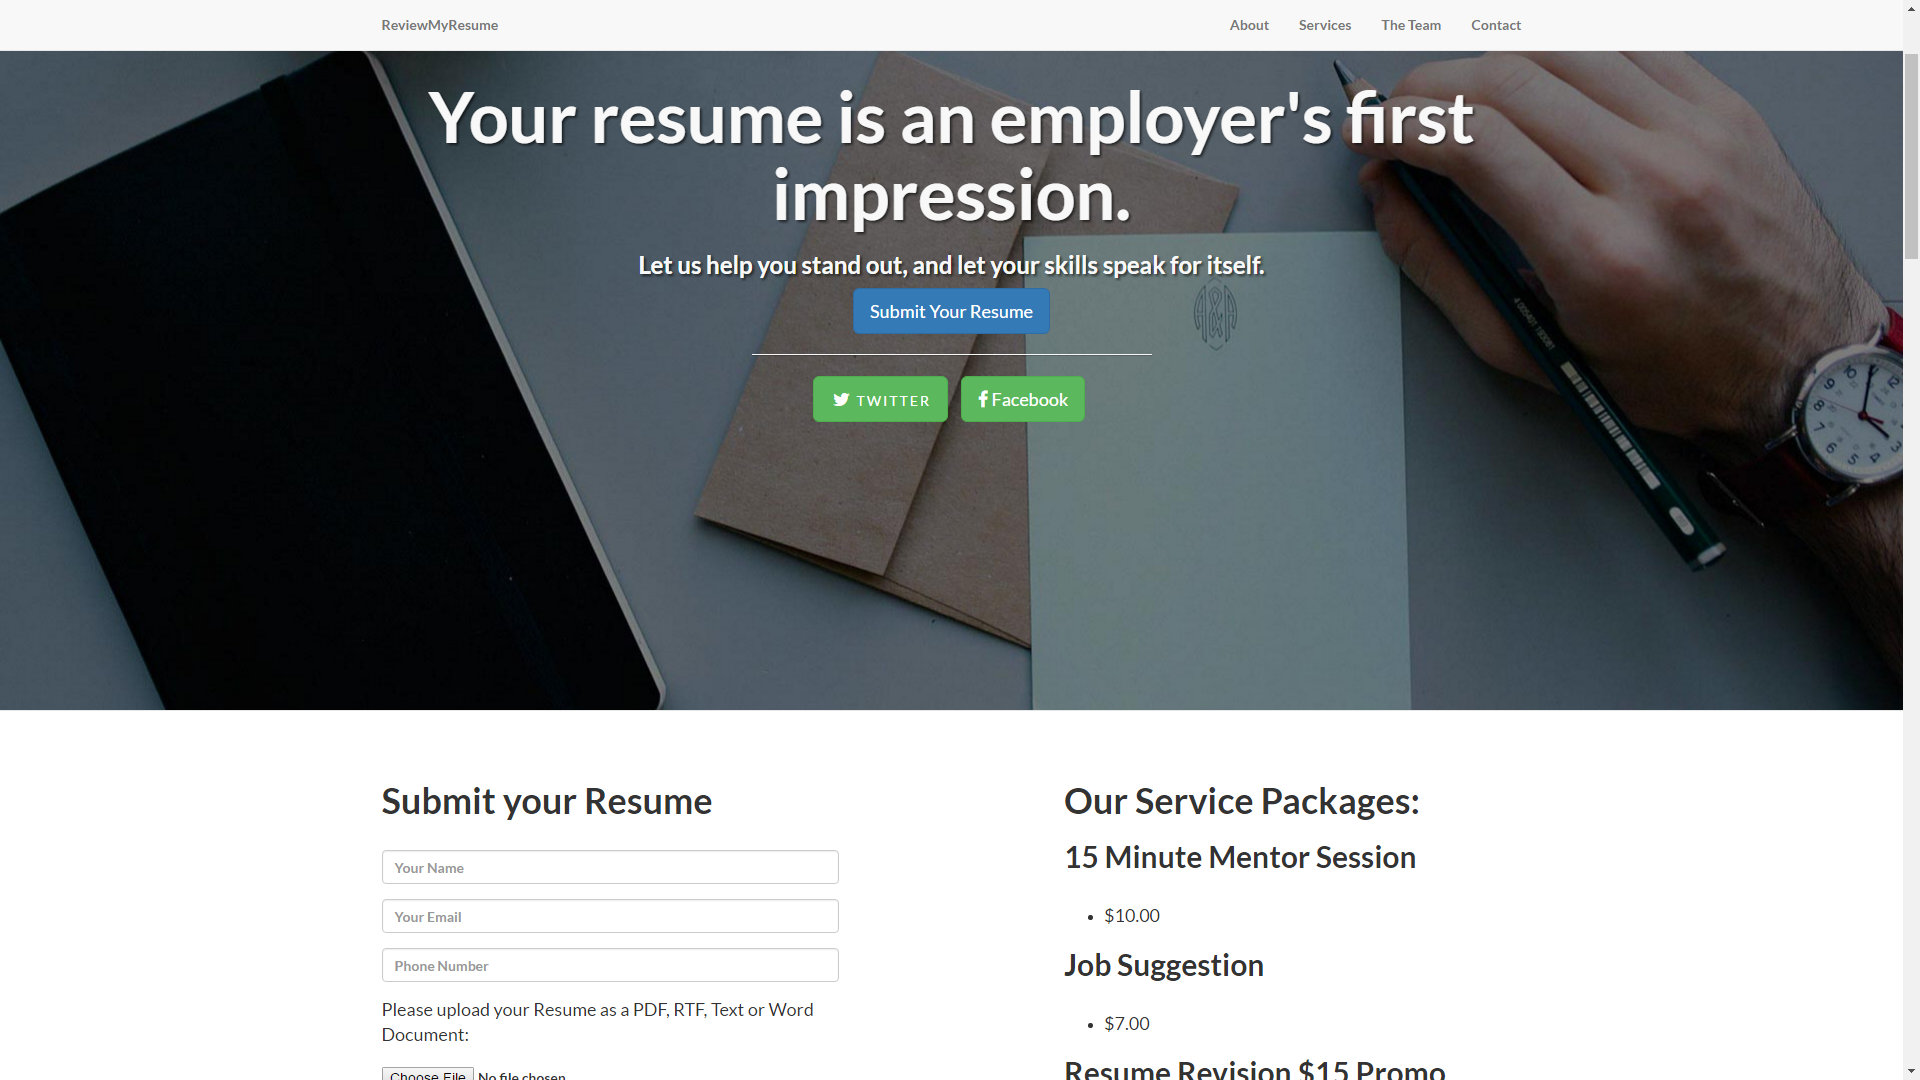 ReviewMyResume
About
Services
The Team
Contact
Your resume is an employer's first
impression.
Let us help you stand out, and let your skills speak for itself.
Submit Your Resume
TWITTER
Facebook
Submit your Resume
Your Name
Your Email
Phone Number
Please upload your Resume as a PDF, RTF, Text or Word
Document:
Choose File No file chosen
Our Service Packages:
15 Minute Mentor Session
$10.00
Job Suggestion
$7.00
Resume Revision $15 Promo